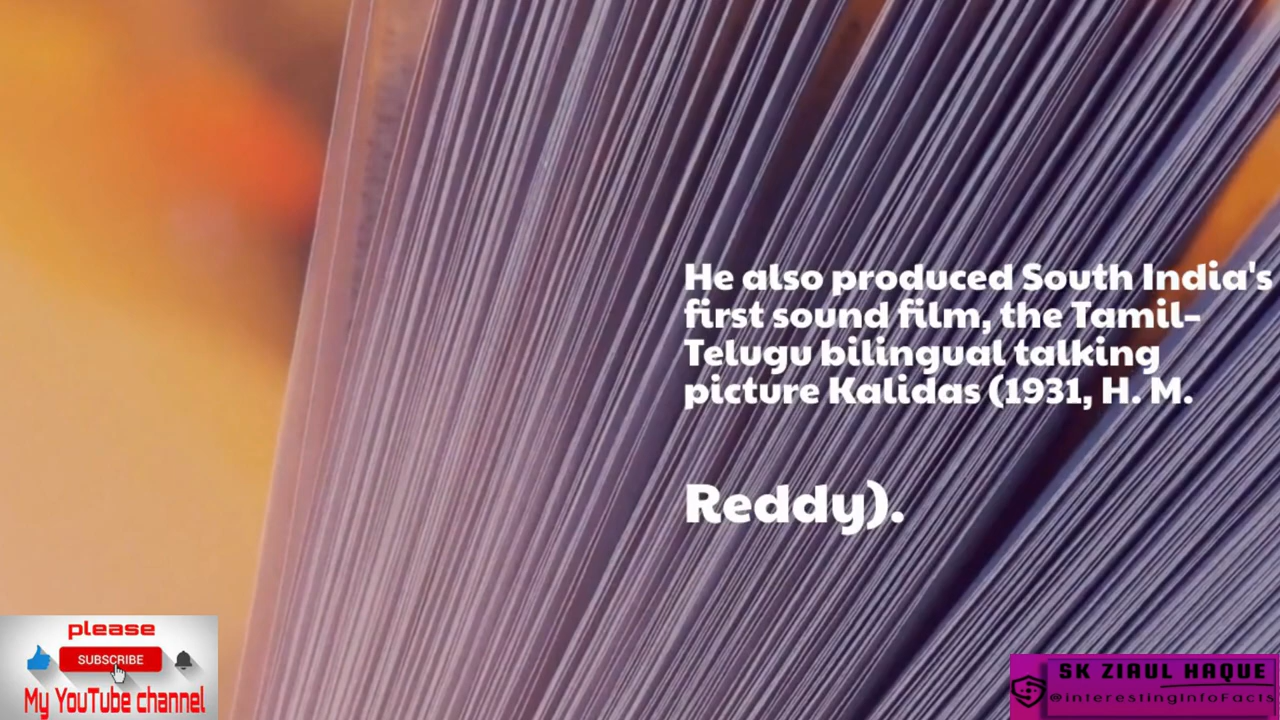 He also produced South India's
first sound film, the Tamil–
Telugu bilingual talking
picture Kalidas (1931, H. M.
Reddy).
please
SUBSCRIBE
My YouTube channel
SK ZIAUL HAQUE
@interestingInfoFacts